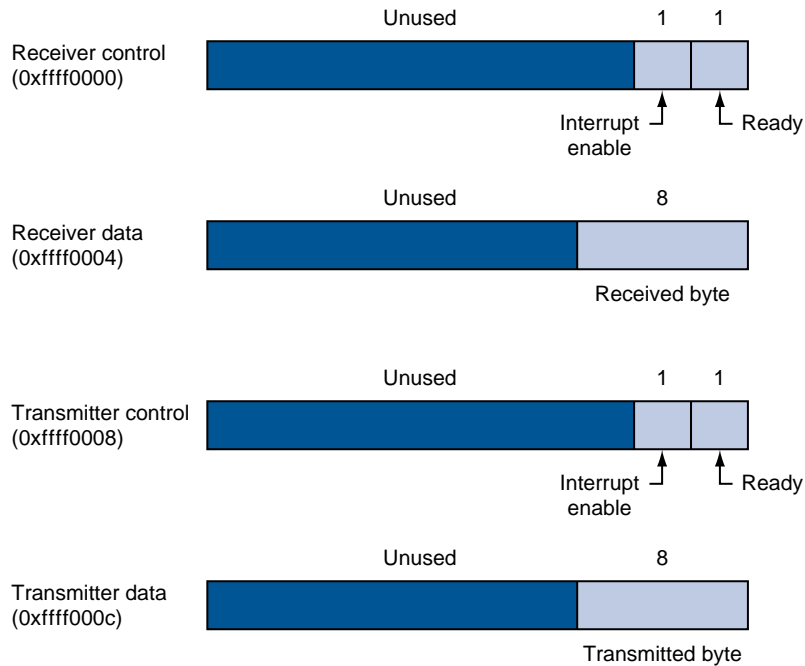 Unused 1 1
Receiver control
(0xffff0000)
Interrupt
enable
Ready
Unused 8
Receiver data
(0xffff0004)
Received byte
Unused 1 1
Transmitter control
(0xffff0008)
Interrupt
enable
Ready
Unused 8
Transmitter data
(0xffff000c)
Transmitted byte